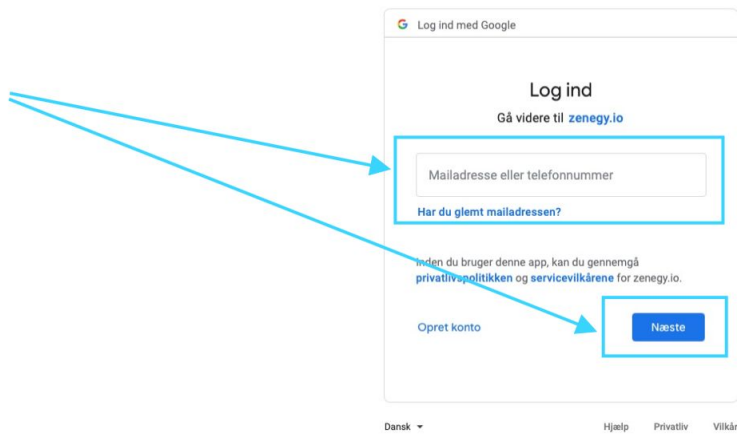 Log ind med Google
Log ind
Gå videre til zenegy.io
Mailadresse eller telefonnummer
Har du glemt mailadressen?
Inden du bruger denne app, kan du gennemgå
privatlivspolitikken og servicevilkårene for zenegy.io.
Opret konto
Næste
Dansk
Hjælp
Privatliv
Vilkår